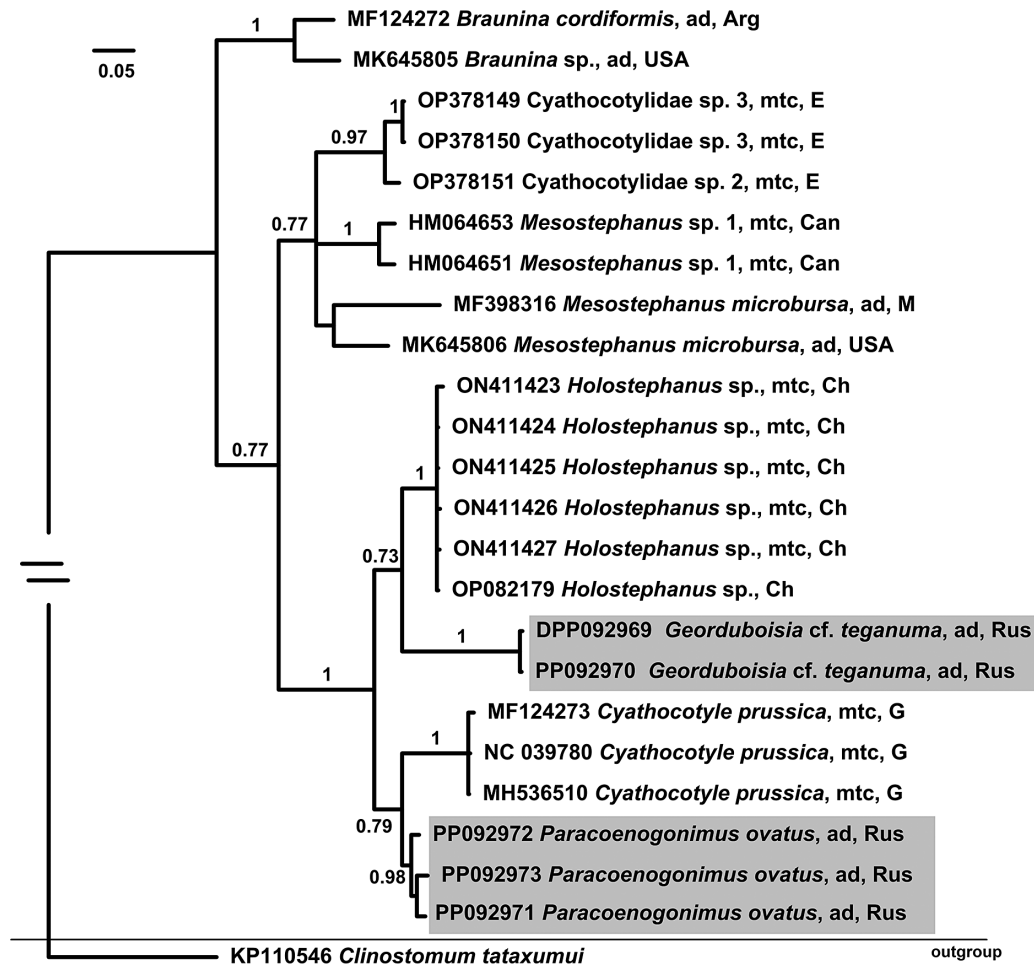 1
MF124272 Braunina cordiformis, ad, Arg
0.05
MK645805 Braunina sp., ad, USA
1
OP378149 Cyathocotylidae sp. 3, mtc, E
0.97
OP378150 Cyathocotylidae sp. 3, mtc, E
OP378151 Cyathocotylidae sp. 2, mtc, E
0.77
1
HM064653 Mesostephanus sp. 1, mtc, Can
HM064651 Mesostephanus sp. 1, mtc, Can
MF398316 Mesostephanus microbursa, ad, M
MK645806 Mesostephanus microbursa, ad, USA
ON411423 Holostephanus sp., mtc, Ch
ON411424 Holostephanus sp., mtc, Ch
0.77
1
ON411425 Holostephanus sp., mtc, Ch
ON411426 Holostephanus sp., mtc, Ch
0.73
ON411427 Holostephanus sp., mtc, Ch
OP082179 Holostephanus sp., Ch
1
DPP092969 Georduboisia cf. teganuma, ad, Rus
1
PP092970 Georduboisia cf. teganuma, ad, Rus
MF124273 Cyathocotyle prussica, mtc, G
1
NC 039780 Cyathocotyle prussica, mtc, G
MH536510 Cyathocotyle prussica, mtc, G
0.79
PP092972 Paracoenogonimus ovatus, ad, Rus
0.98
PP092973 Paracoenogonimus ovatus, ad, Rus
PP092971 Paracoenogonimus ovatus, ad, Rus
KP110546 Clinostomum tataxumui
outgroup